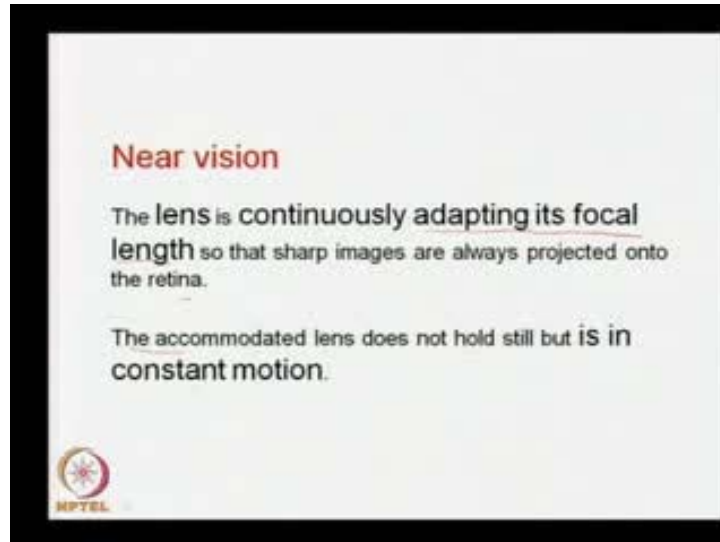 Near vision
The lens is continuously adapting its focal
length so that sharp images are always projected onto
the retina.
The accommodated lens does not hold still but is in
constant motion.
NPTEL